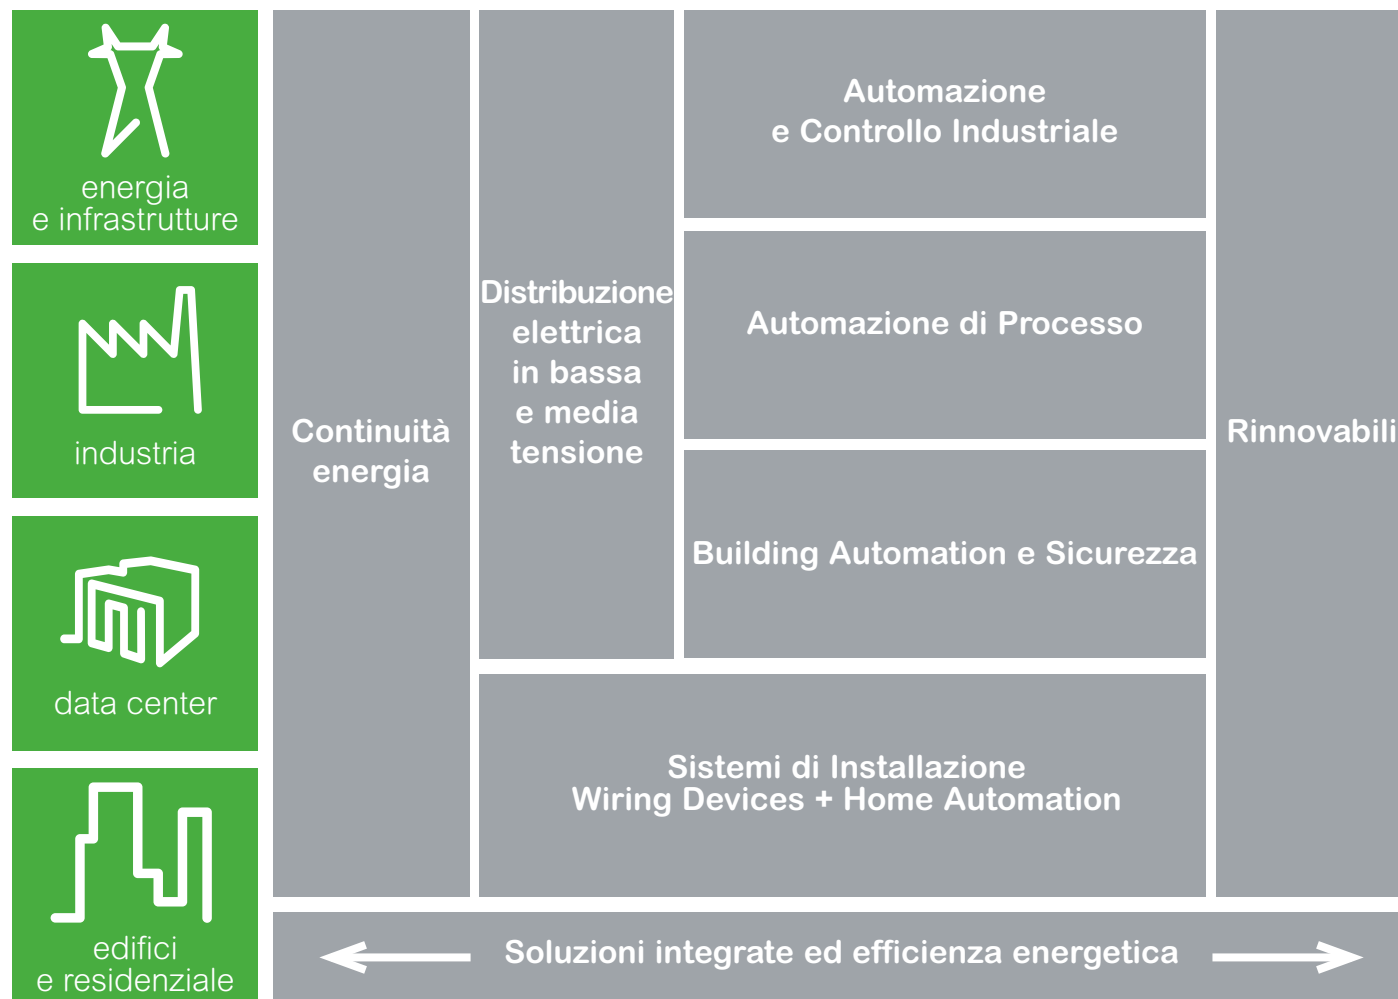 energia
e infrastrutture
industria
data center
edifici
e residenziale
Continuità
energia
Distribuzione
elettrica
in bassa
e media
tensione
Automazione
e Controllo Industriale
Automazione di Processo
Building Automation e Sicurezza
Sistemi di Installazione
Wiring Devices + Home Automation
Rinnovabili
Soluzioni integrate ed efficienza energetica